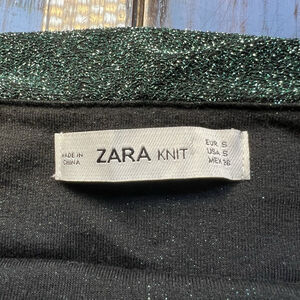 MADE IN
CHINA
ZARA KNIT
EUR S
USA S
MEX 26